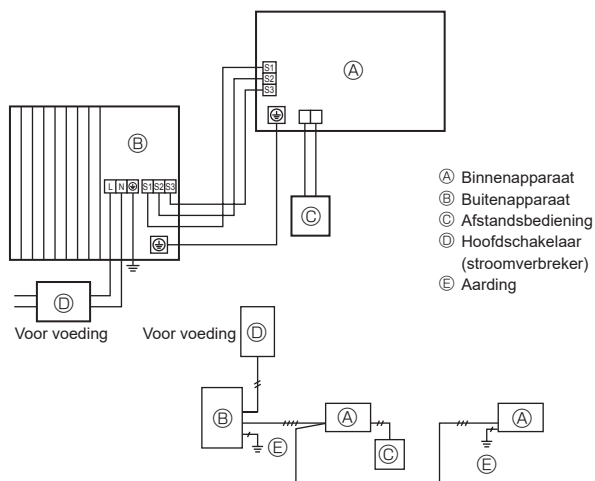 S1
S2
S3
Ⓐ
Ⓑ
L N S1 S2 S3
Ⓒ
Ⓓ
Voor voeding
Ⓐ Binnenapparaat
Ⓑ Buitenapparaat
Ⓒ Afstandsbediening
Ⓓ Hoofdschakelaar
(stroomverbreker)
Ⓔ Aarding
Voor voeding
Ⓓ
Ⓑ
Ⓔ
Ⓐ
Ⓒ
Ⓐ
Ⓔ